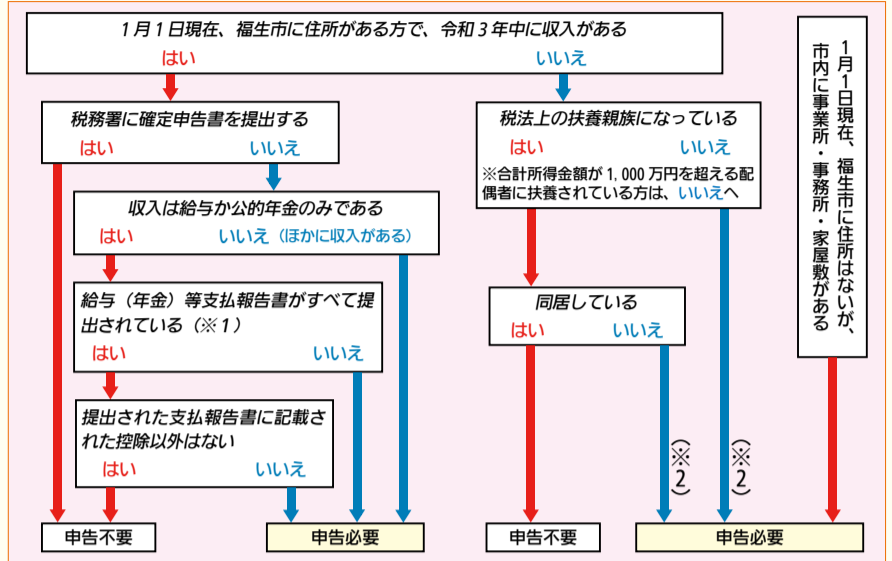 1月1日現在、福生市に住所がある方で、令和3年中に収入がある
はい いいえ
税務署に確定申告書を提出する
はい いいえ
収入は給与か公的年金のみである
はい いいえ（ほかに収入がある）
給与（年金）等支払報告書がすべて提
出されている（※1）
はい いいえ
提出された支払報告書に記載さ
れた控除以外はない
はい いいえ
申告不要
申告必要
税法上の扶養親族になっている
はい いいえ
※合計所得金額が1,000万円を超える配
偶者に扶養されている方は、いいえへ
同居している
はい いいえ
（※2）
（※2）
申告不要
申告必要
1月1日現在、福生市に住所はないが、
市内に事業所・事務所・家屋敷がある